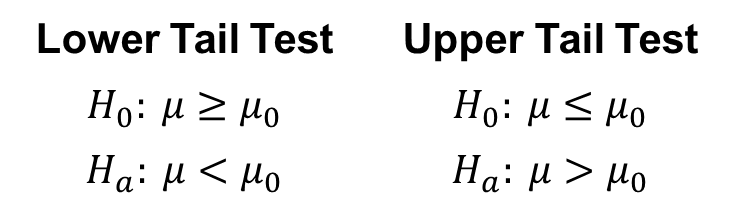 Lower Tail Test Upper Tail Test
H₀: μ ≥ μ₀ H₀: μ ≤ μ₀
Hₐ: μ < μ₀ Hₐ: μ > μ₀